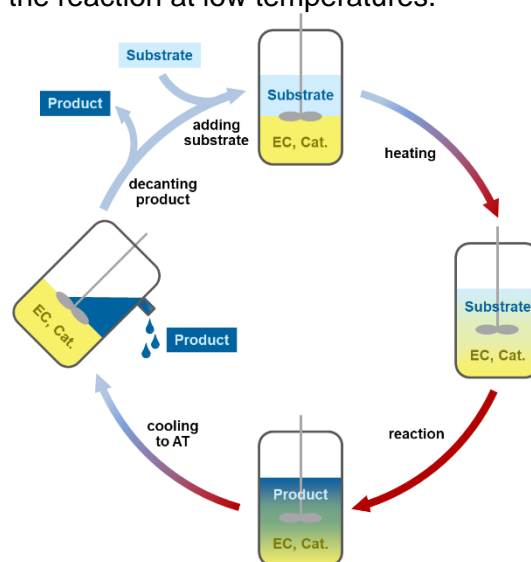 the reaction at low temperatures.
Substrate
Product
adding
substrate
decanting
product
Substrate
EC, Cat.
heating
Substrate
EC, Cat.
reaction
Product
EC, Cat.
cooling
to AT
EC, Cat.
Product